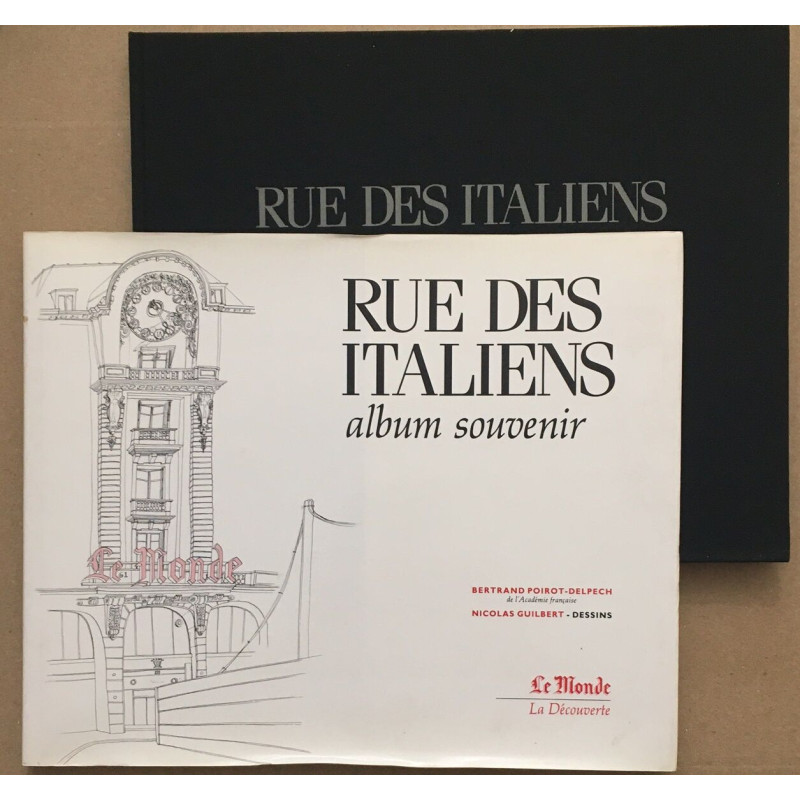 RUE DES ITALIENS
RUE DES
ITALIENS
album souvenir
Le Monde
BERTRAND POIROT-DELPECH
de l'Académie française
NICOLAS GUILBERT - DESSINS
Le Monde
La Découverte